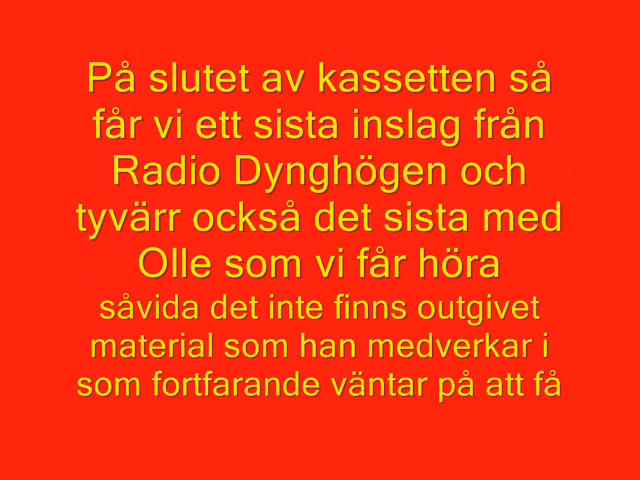 På slutet av kassetten så
får vi ett sista inslag från
Radio Dynghögen och
tyvärr också det sista med
Olle som vi får höra
såvida det inte finns outgivet
material som han medverkar i
som fortfarande väntar på att få